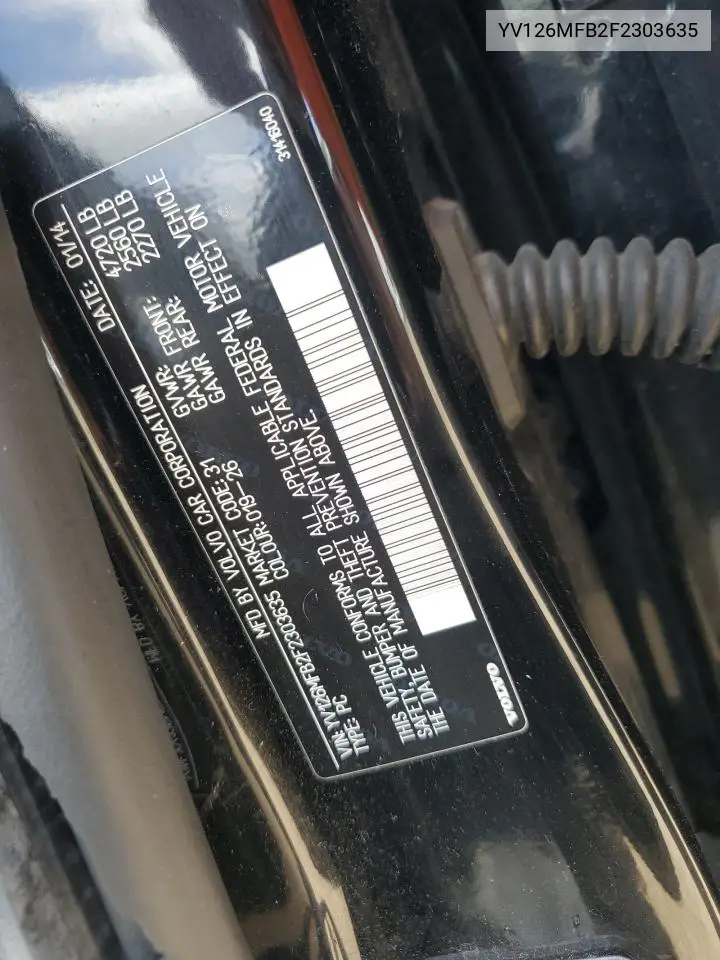 YV126MFB2F2303635
31416040
MFD BY VOLVO CAR CORPORATION DATE: 01/14
VIN: YV126MFB2F2303635 MARKET CODE: 31 GVWR: 4720 LB
TYPE: PC COLOUR: 019-26 GAWR FRONT: 2560 LB
GAWR REAR: 2270 LB
THIS VEHICLE CONFORMS TO ALL APPLICABLE FEDERAL MOTOR VEHICLE
SAFETY, BUMPER AND THEFT PREVENTION STANDARDS IN EFFECT ON
THE DATE OF MANUFACTURE SHOWN ABOVE.
VOLVO